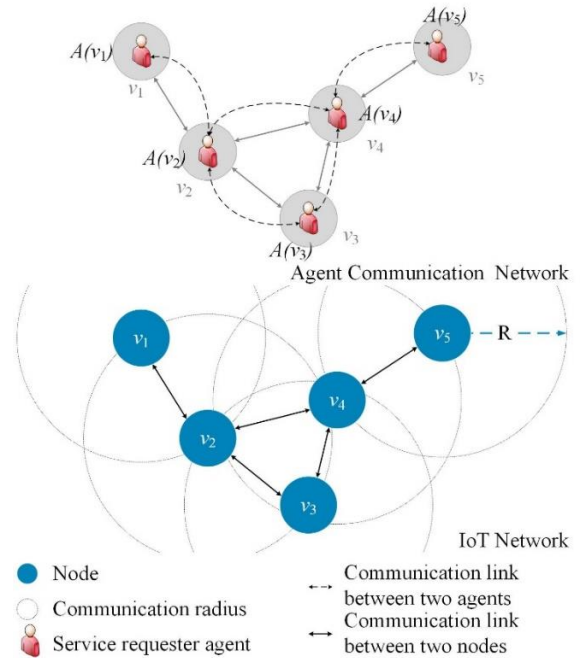 A(v₅)
A(v₁)
v₅
v₁
A(v₄)
A(v₂)
v₄
v₂
v₃
A(v₃)
Agent Communication Network
v₁
v₅
R
v₄
v₂
v₃
IoT Network
Node
Communication link
between two agents
Communication radius
Communication link
between two nodes
Service requester agent